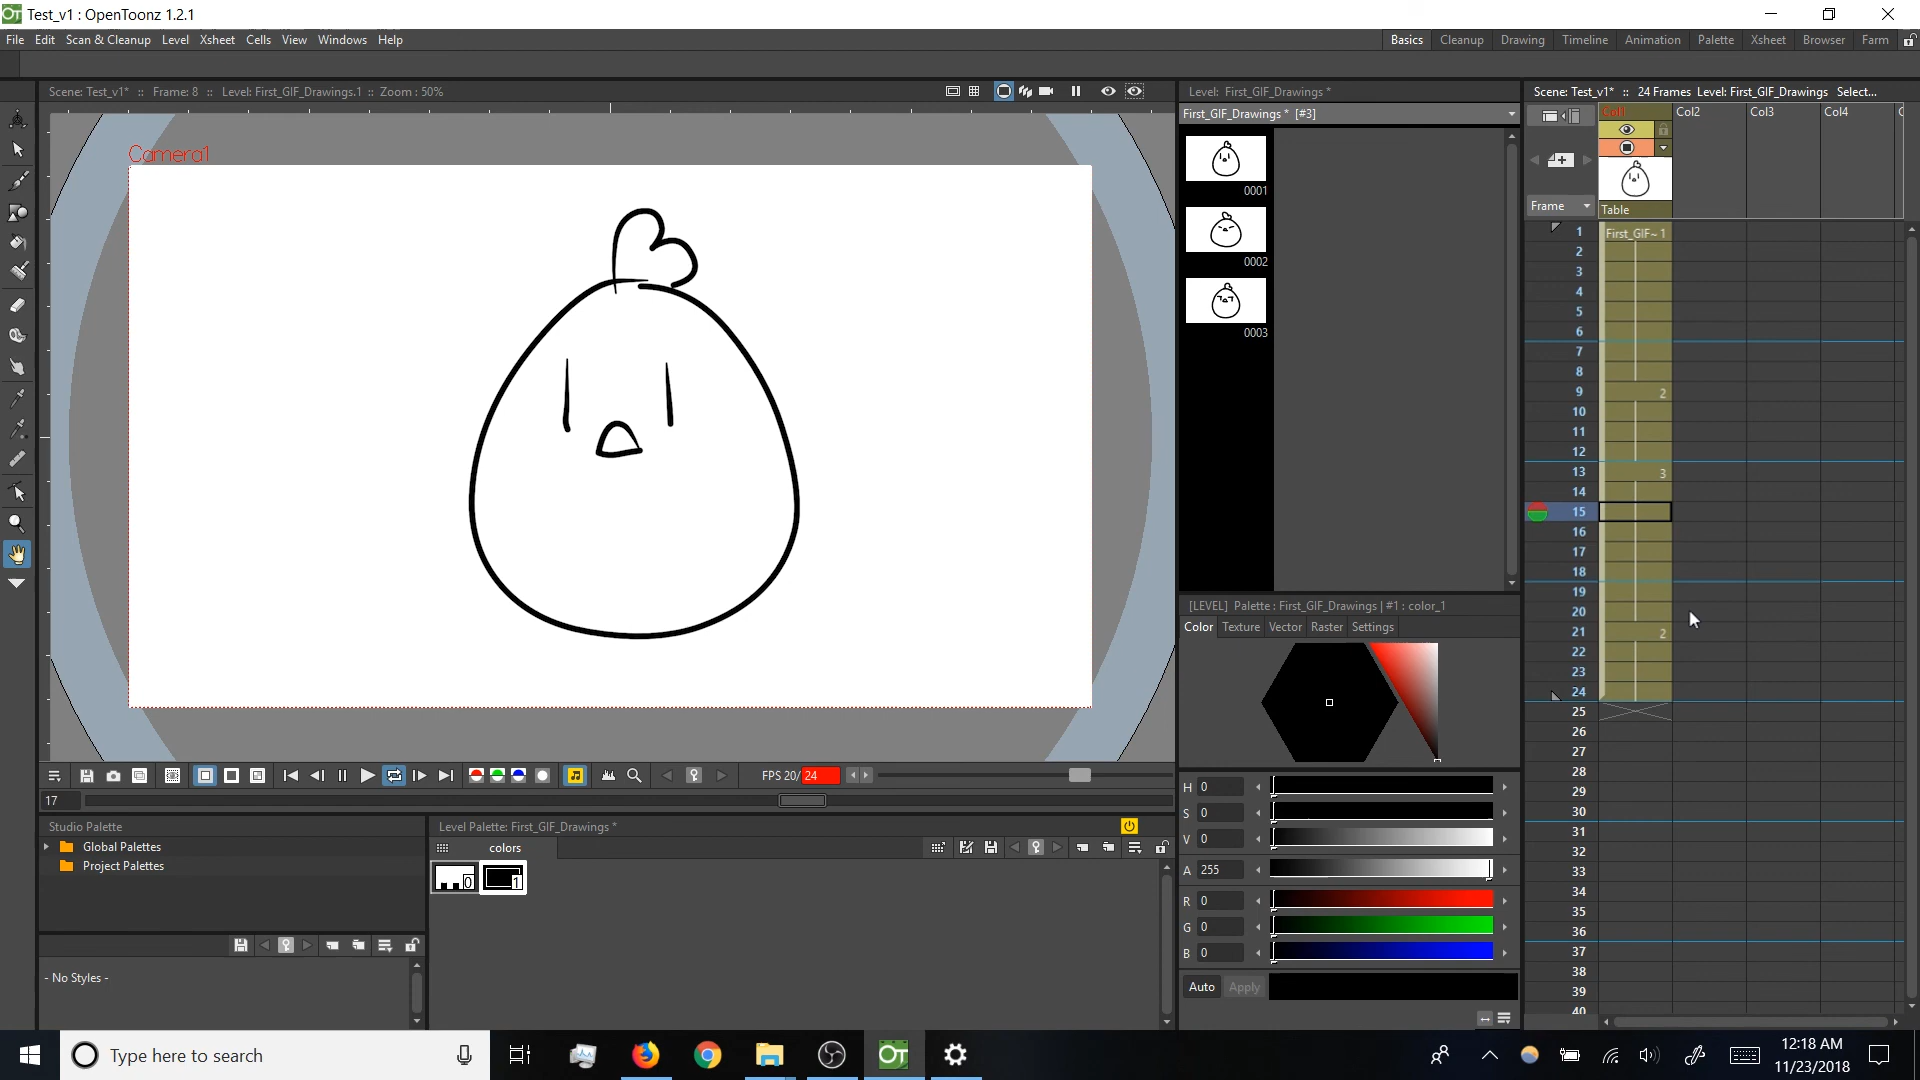 Test_v1 : OpenToonz 1.2.1
File Edit Scan & Cleanup Level Xsheet Cells View Windows Help
Basics Cleanup Drawing Timeline Animation Palette Xsheet Browser Farm
Scene: Test_v1* :: Frame: 8 :: Level: First_GIF_Drawings.1 :: Zoom : 50%
Level: First_GIF_Drawings *
Scene: Test_v1* :: 24 Frames Level: First_GIF_Drawings Select...
First_GIF_Drawings * [#3]
Col1 Col2 Col3 Col4
Camera1
0001
0002
0003
Frame
Table
1 First_GIF~ 1
2
3
4
5
6
7
8
9 2
10
11
12
13 3
14
15
16
17
18
19
20
21 2
22
23
24
25
26
27
28
29
30
31
32
33
34
35
36
37
38
39
40
[LEVEL] Palette : First_GIF_Drawings | #1 : color_1
Color Texture Vector Raster Settings
H 0
S 0
V 0
A 255
R 0
G 0
B 0
Auto Apply
FPS 20/24
17
Studio Palette
Global Palettes
Project Palettes
- No Styles -
Level Palette: First_GIF_Drawings *
colors
0 1
Type here to search
OT
12:18 AM
11/23/2018